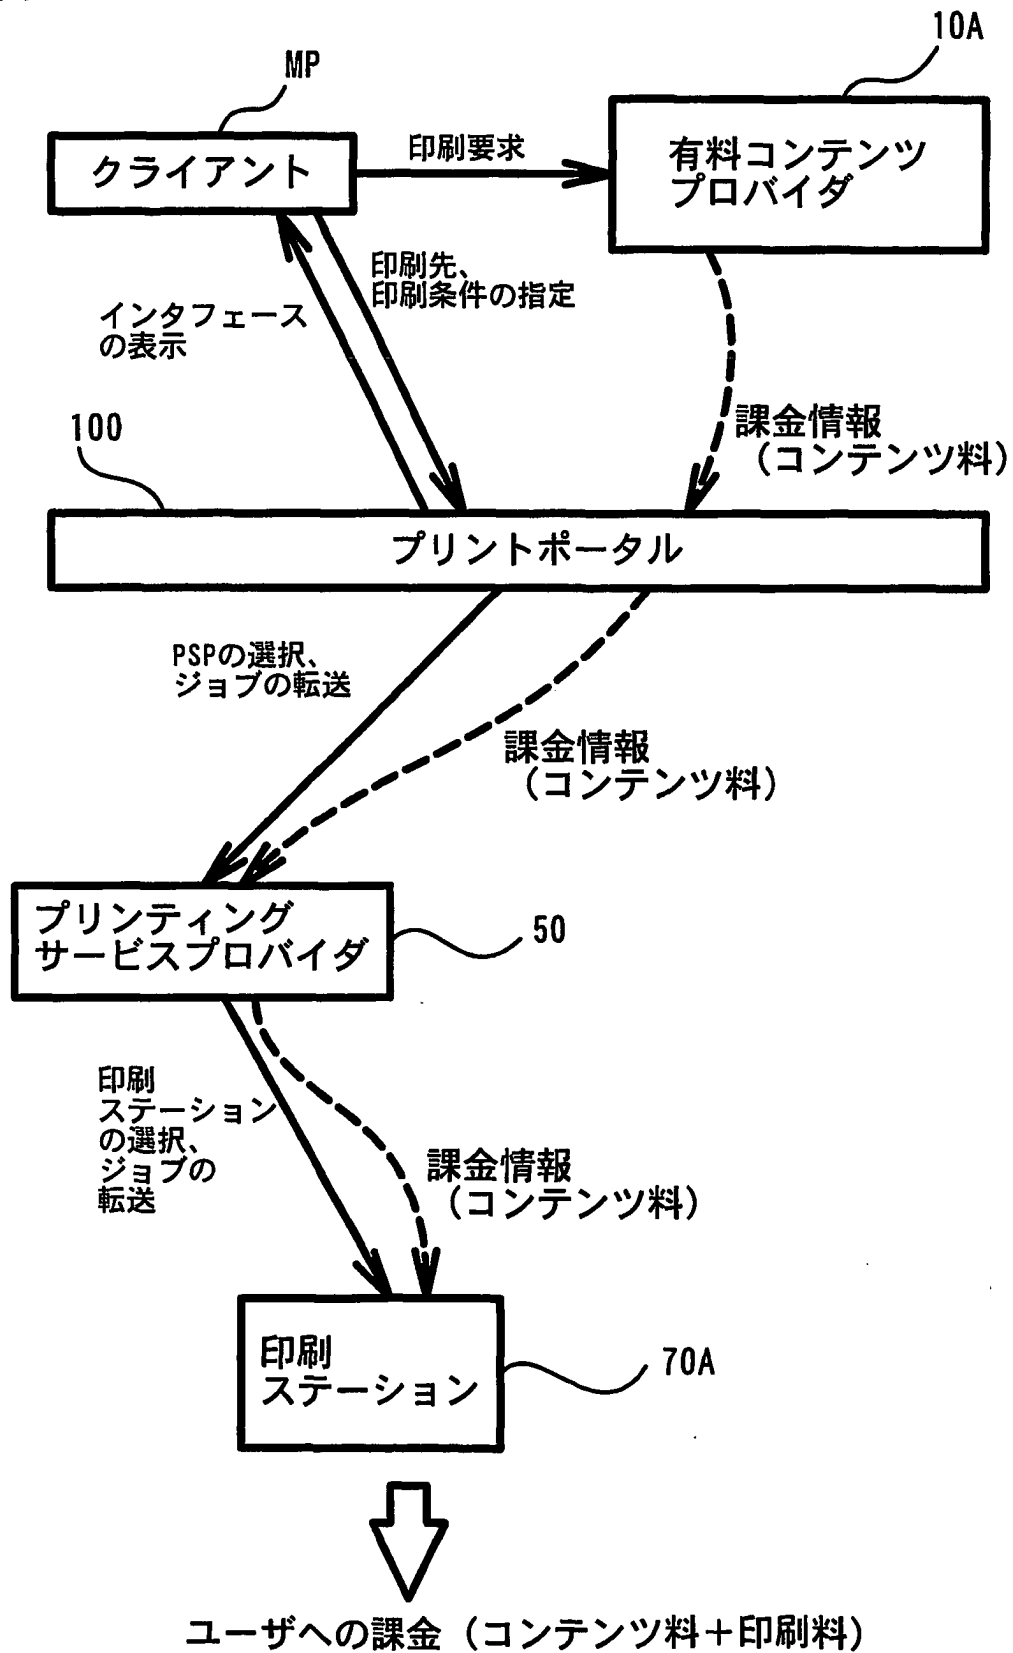 10A
MP
クライアント
印刷要求
有料コンテンツ
プロバイダ
印刷先、
印刷条件の指定
インタフェース
の表示
課金情報
（コンテンツ料）
100
プリントポータル
PSPの選択、
ジョブの転送
課金情報
（コンテンツ料）
プリンティング
サービスプロバイダ
50
印刷
ステーション
の選択、
ジョブの
転送
課金情報
（コンテンツ料）
印刷
ステーション
70A
ユーザへの課金（コンテンツ料＋印刷料）